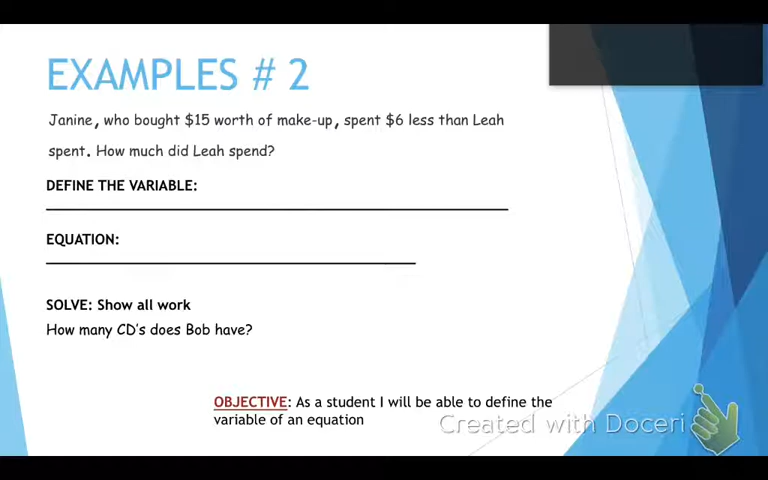 EXAMPLES # 2
Janine, who bought $15 worth of make-up, spent $6 less than Leah
spent. How much did Leah spend?
DEFINE THE VARIABLE:
EQUATION:
SOLVE: Show all work
How many CD's does Bob have?
OBJECTIVE: As a student I will be able to define the
variable of an equation
Created with Doceri